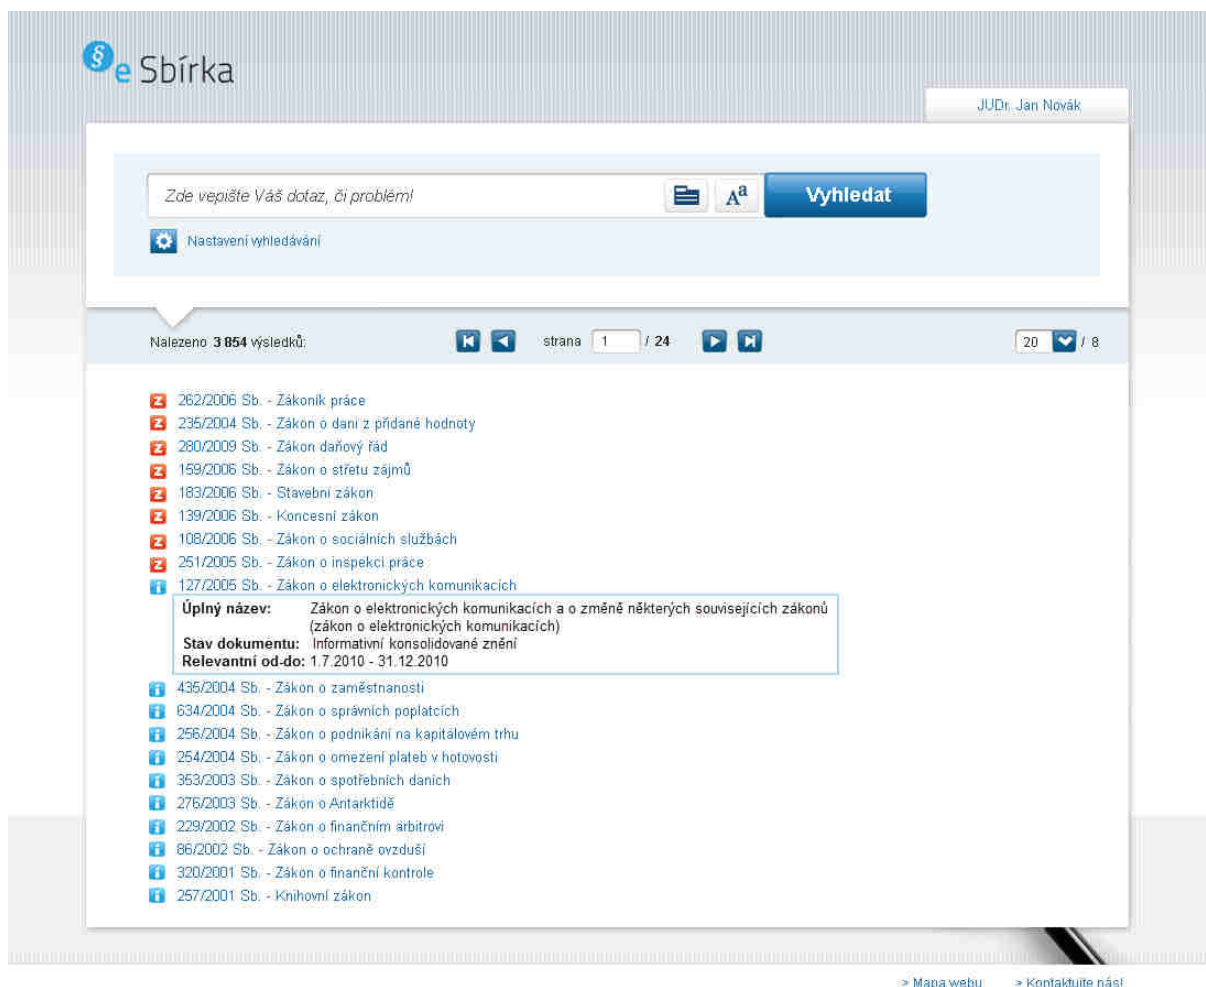 § e Sbírka
JUDr. Jan Novák
Zde vepište Váš dotaz, či problém!
Aa
Vyhledat
Nastavení vyhledávání
Nalezeno 3 854 výsledků:
strana 1 / 24
20 / 8
Z 262/2006 Sb. - Zákoník práce
Z 235/2004 Sb. - Zákon o dani z přidané hodnoty
Z 280/2009 Sb. - Zákon daňový řád
Z 159/2006 Sb. - Zákon o střetu zájmů
Z 183/2006 Sb. - Stavební zákon
Z 139/2006 Sb. - Koncesní zákon
Z 108/2006 Sb. - Zákon o sociálních službách
Z 251/2005 Sb. - Zákon o inspekci práce
i 127/2005 Sb. - Zákon o elektronických komunikacích
Úplný název: Zákon o elektronických komunikacích a o změně některých souvisejících zákonů
(zákon o elektronických komunikacích)
Stav dokumentu: Informativní konsolidované znění
Relevantní od-do: 1.7.2010 - 31.12.2010
i 435/2004 Sb. - Zákon o zaměstnanosti
i 634/2004 Sb. - Zákon o správních poplatcích
i 256/2004 Sb. - Zákon o podnikání na kapitálovém trhu
i 254/2004 Sb. - Zákon o omezení plateb v hotovosti
i 353/2003 Sb. - Zákon o spotřebních daních
i 276/2003 Sb. - Zákon o Antarktidě
i 229/2002 Sb. - Zákon o finančním arbitrovi
i 86/2002 Sb. - Zákon o ochraně ovzduší
i 320/2001 Sb. - Zákon o finanční kontrole
i 257/2001 Sb. - Knihovní zákon
> Mapa webu > Kontaktujte nás!